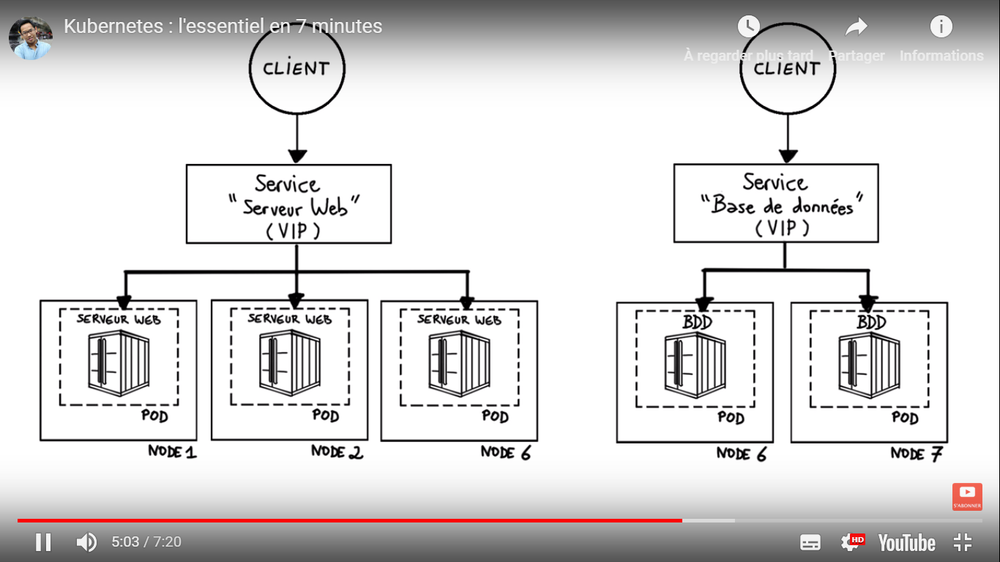 Kubernetes : l'essentiel en 7 minutes
À regarder plus tard
Partager
Informations
CLIENT
Service
"Serveur Web"
(VIP)
SERVEUR WEB
POD
NODE 1
SERVEUR WEB
POD
NODE 2
SERVEUR WEB
POD
NODE 6
CLIENT
Service
"Base de données"
(VIP)
BDD
POD
NODE 6
BDD
POD
NODE 7
S'ABONNER
5:03 / 7:20
HD
YouTube